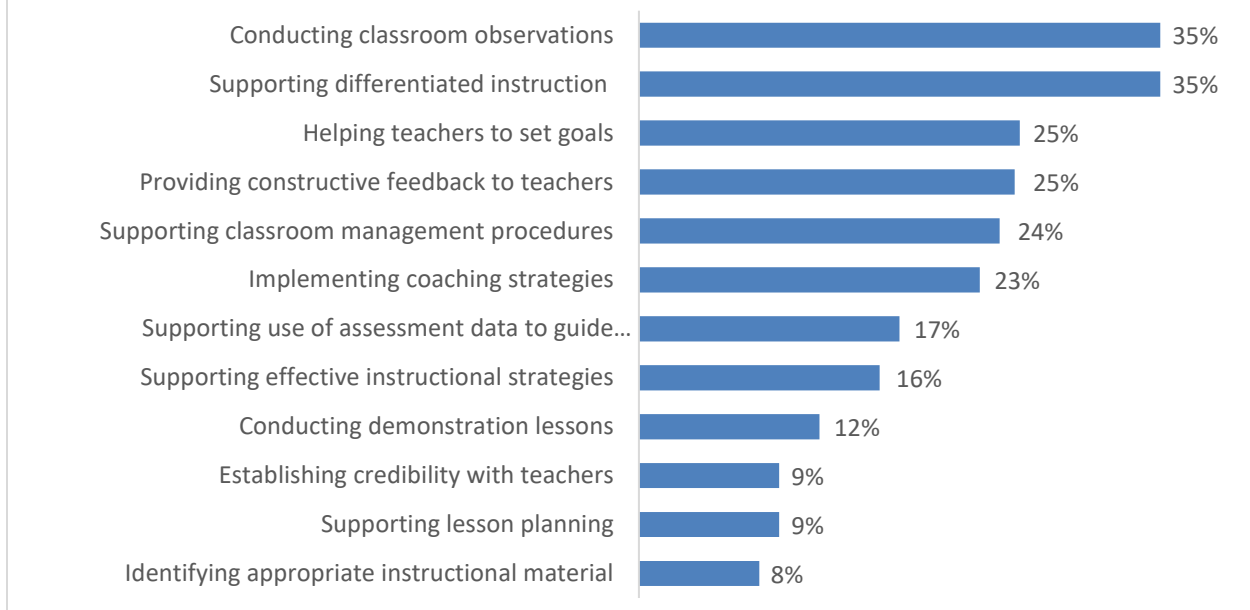 Conducting classroom observations 35%
Supporting differentiated instruction 35%
Helping teachers to set goals 25%
Providing constructive feedback to teachers 25%
Supporting classroom management procedures 24%
Implementing coaching strategies 23%
Supporting use of assessment data to guide... 17%
Supporting effective instructional strategies 16%
Conducting demonstration lessons 12%
Establishing credibility with teachers 9%
Supporting lesson planning 9%
Identifying appropriate instructional material 8%